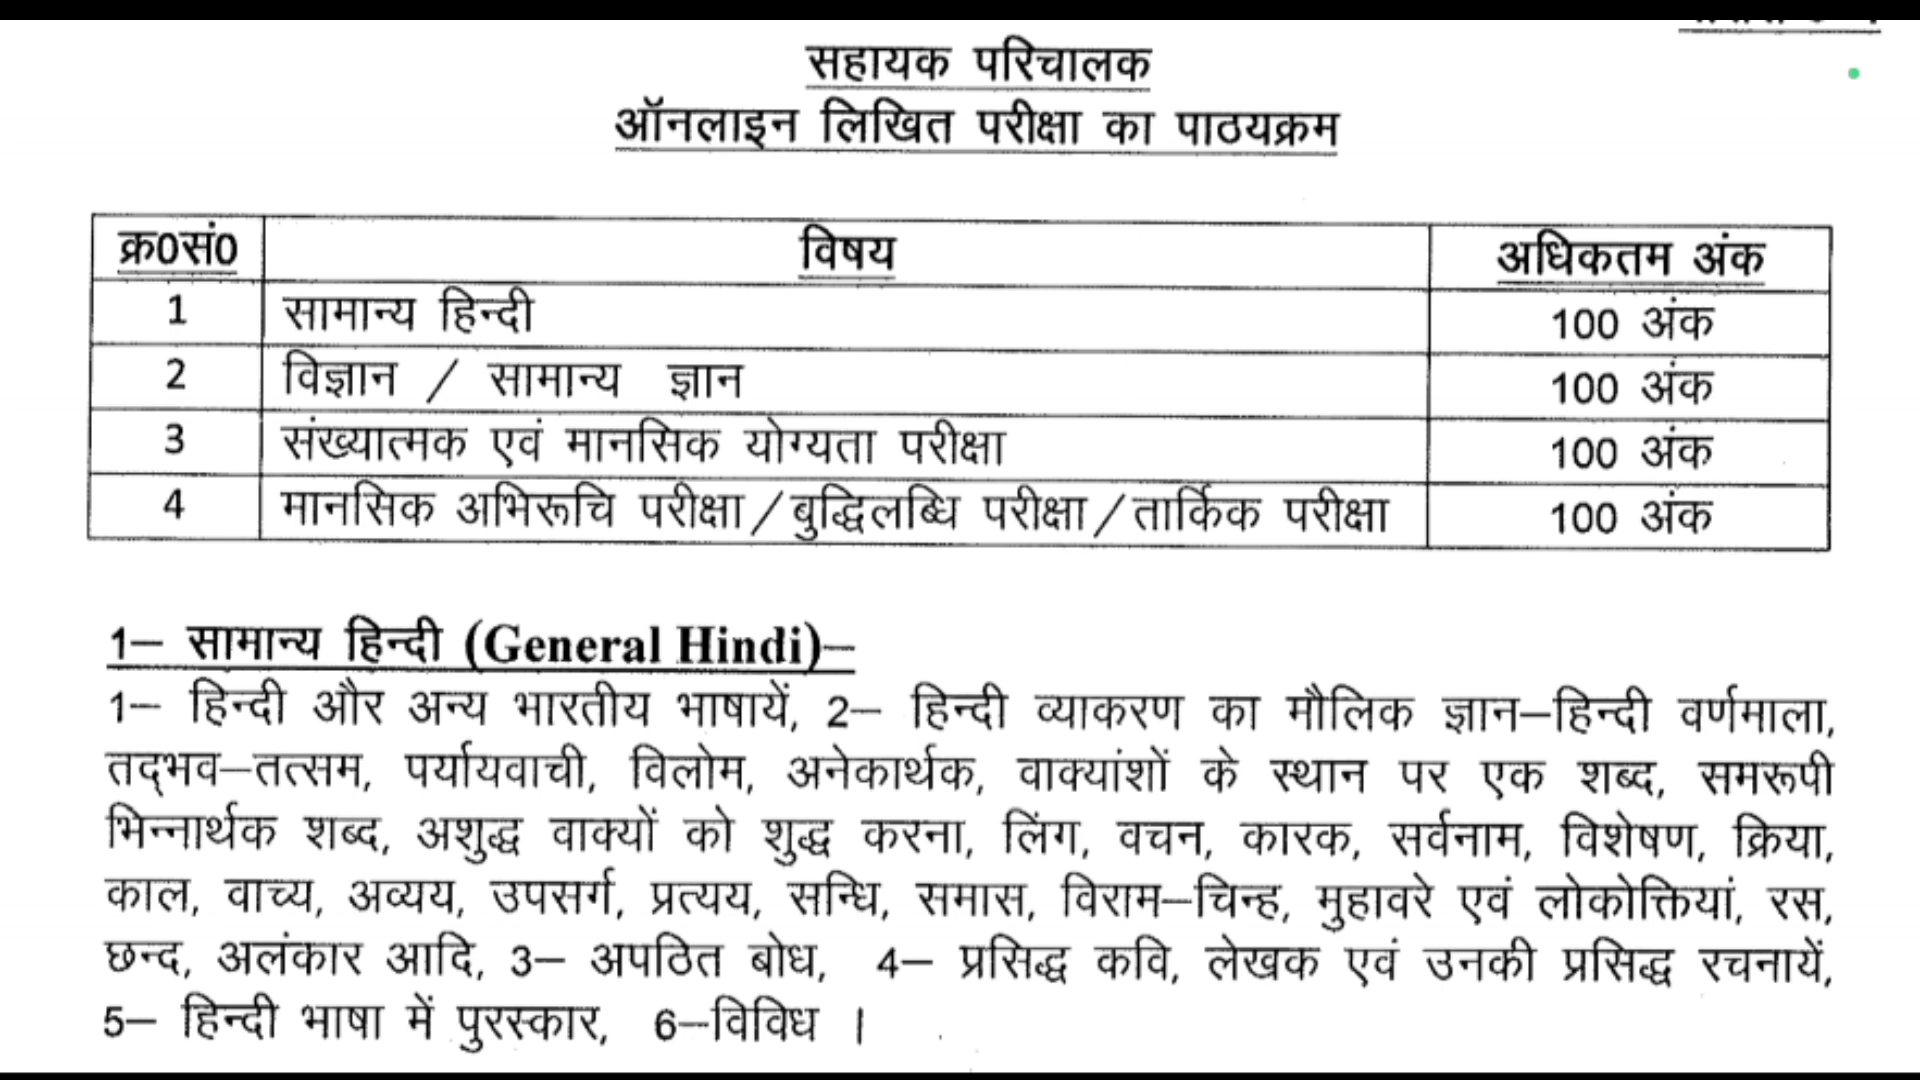 सहायक परिचालक
ऑनलाइन लिखित परीक्षा का पाठयक्रम
क्र0सं0 विषय अधिकतम अंक
1 सामान्य हिन्दी 100 अंक
2 विज्ञान / सामान्य ज्ञान 100 अंक
3 संख्यात्मक एवं मानसिक योग्यता परीक्षा 100 अंक
4 मानसिक अभिरूचि परीक्षा/बुद्धिलब्धि परीक्षा/तार्किक परीक्षा 100 अंक
1– सामान्य हिन्दी (General Hindi)–
1– हिन्दी और अन्य भारतीय भाषायें, 2– हिन्दी व्याकरण का मौलिक ज्ञान–हिन्दी वर्णमाला,
तद्भव–तत्सम, पर्यायवाची, विलोम, अनेकार्थक, वाक्यांशों के स्थान पर एक शब्द, समरूपी
भिन्नार्थक शब्द, अशुद्ध वाक्यों को शुद्ध करना, लिंग, वचन, कारक, सर्वनाम, विशेषण, क्रिया,
काल, वाच्य, अव्यय, उपसर्ग, प्रत्यय, सन्धि, समास, विराम–चिन्ह, मुहावरे एवं लोकोक्तियां, रस,
छन्द, अलंकार आदि, 3– अपठित बोध, 4– प्रसिद्ध कवि, लेखक एवं उनकी प्रसिद्ध रचनायें,
5– हिन्दी भाषा में पुरस्कार, 6–विविध ।